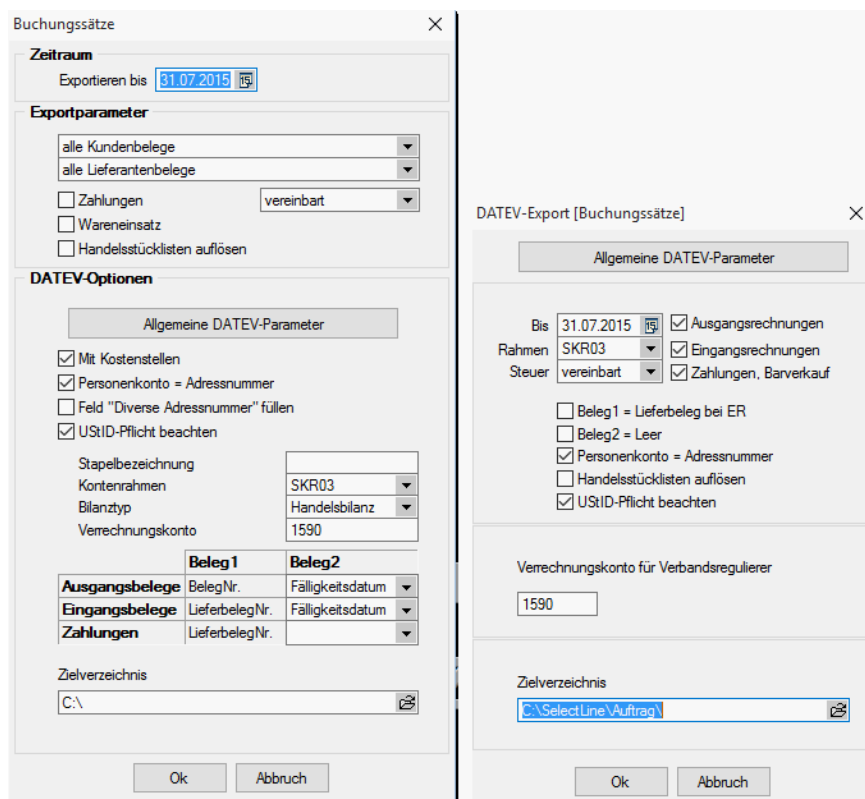 Buchungssätze
Zeitraum
Exportieren bis 31.07.2015 15
Exportparameter
alle Kundenbelege
alle Lieferantenbelege
Zahlungen vereinbart
Wareneinsatz
Handelsstücklisten auflösen
DATEV-Optionen
Allgemeine DATEV-Parameter
Mit Kostenstellen
Personenkonto = Adressnummer
Feld "Diverse Adressnummer" füllen
UStID-Pflicht beachten
Stapelbezeichnung
Kontenrahmen SKR03
Bilanztyp Handelsbilanz
Verrechnungskonto 1590
Beleg1 Beleg2
Ausgangsbelege BelegNr. Fälligkeitsdatum
Eingangsbelege LieferbelegNr. Fälligkeitsdatum
Zahlungen LieferbelegNr.
Zielverzeichnis
C:\
Ok Abbruch
DATEV-Export [Buchungssätze]
Allgemeine DATEV-Parameter
Bis 31.07.2015 15 Ausgangsrechnungen
Rahmen SKR03 Eingangsrechnungen
Steuer vereinbart Zahlungen, Barverkauf
Beleg1 = Lieferbeleg bei ER
Beleg2 = Leer
Personenkonto = Adressnummer
Handelsstücklisten auflösen
UStID-Pflicht beachten
Verrechnungskonto für Verbandsregulierer
1590
Zielverzeichnis
C:\SelectLine\Auftrag\
Ok Abbruch